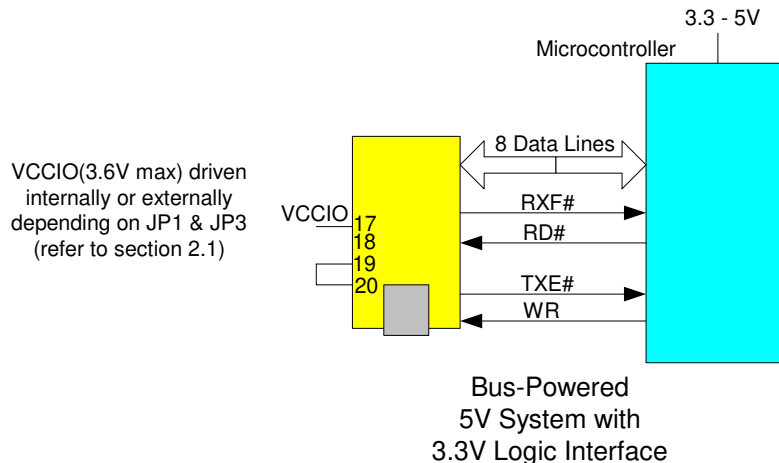 3.3 - 5V
Microcontroller
8 Data Lines
VCCIO(3.6V max) driven
internally or externally
depending on JP1 & JP3
(refer to section 2.1)
VCCIO
17
18
19
20
RXF#
RD#
TXE#
WR
Bus-Powered
5V System with
3.3V Logic Interface